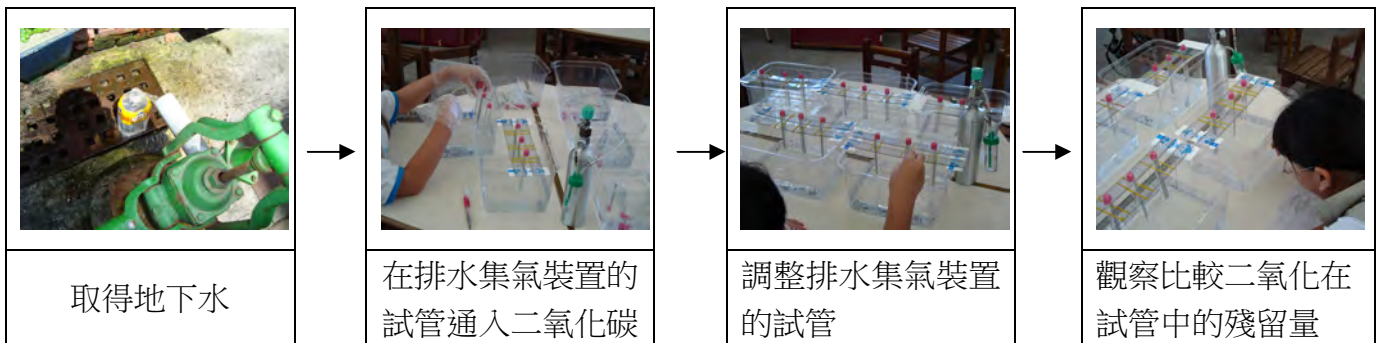 取得地下水
在排水集氣裝置的
試管通入二氧化碳
調整排水集氣裝置
的試管
觀察比較二氧化在
試管中的殘留量